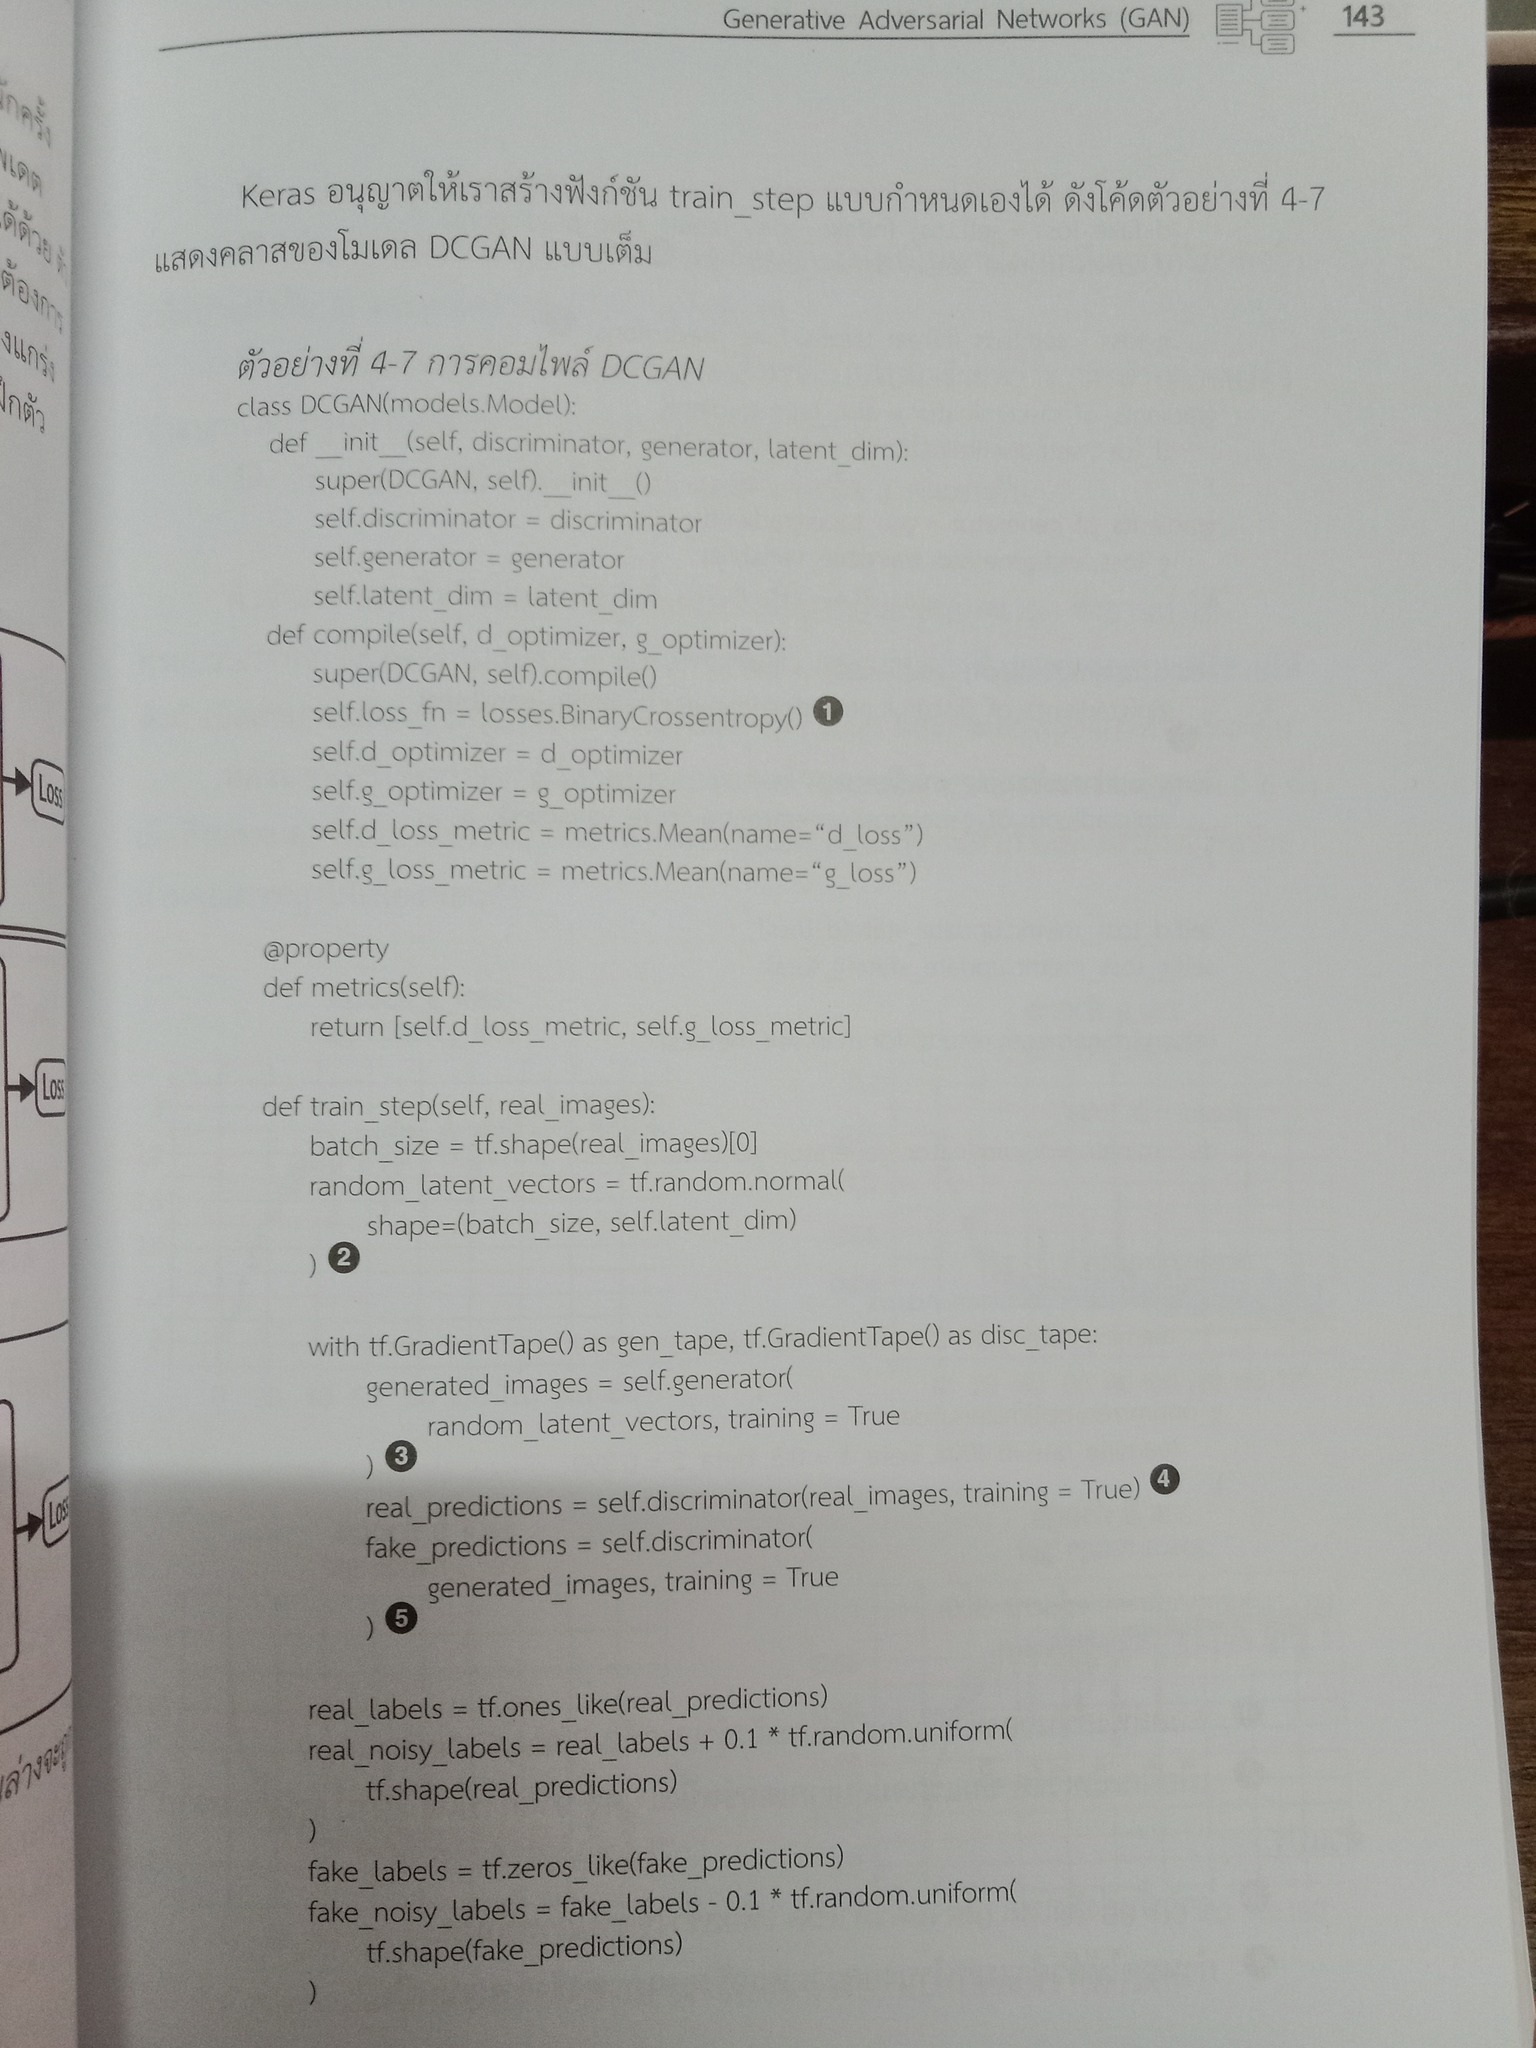 Generative Adversarial Networks (GAN) 143
Keras อนุญาตให้เราสร้างฟังก์ชัน train_step แบบกำหนดเองได้ ดังโค้ดตัวอย่างที่ 4-7
แสดงคลาสของโมเดล DCGAN แบบเต็ม
ตัวอย่างที่ 4-7 การคอมไพล์ DCGAN
class DCGAN(models.Model):
def __init__(self, discriminator, generator, latent_dim):
super(DCGAN, self).__init__()
self.discriminator = discriminator
self.generator = generator
self.latent_dim = latent_dim
def compile(self, d_optimizer, g_optimizer):
super(DCGAN, self).compile()
self.loss_fn = losses.BinaryCrossentropy() 1
self.d_optimizer = d_optimizer
self.g_optimizer = g_optimizer
self.d_loss_metric = metrics.Mean(name=“d_loss”)
self.g_loss_metric = metrics.Mean(name=“g_loss”)
@property
def metrics(self):
return [self.d_loss_metric, self.g_loss_metric]
def train_step(self, real_images):
batch_size = tf.shape(real_images)[0]
random_latent_vectors = tf.random.normal(
shape=(batch_size, self.latent_dim)
) 2
with tf.GradientTape() as gen_tape, tf.GradientTape() as disc_tape:
generated_images = self.generator(
random_latent_vectors, training = True
) 3
real_predictions = self.discriminator(real_images, training = True) 4
fake_predictions = self.discriminator(
generated_images, training = True
) 5
real_labels = tf.ones_like(real_predictions)
real_noisy_labels = real_labels + 0.1 * tf.random.uniform(
tf.shape(real_predictions)
)
fake_labels = tf.zeros_like(fake_predictions)
fake_noisy_labels = fake_labels - 0.1 * tf.random.uniform(
tf.shape(fake_predictions)
)
Loss
Loss
Loss